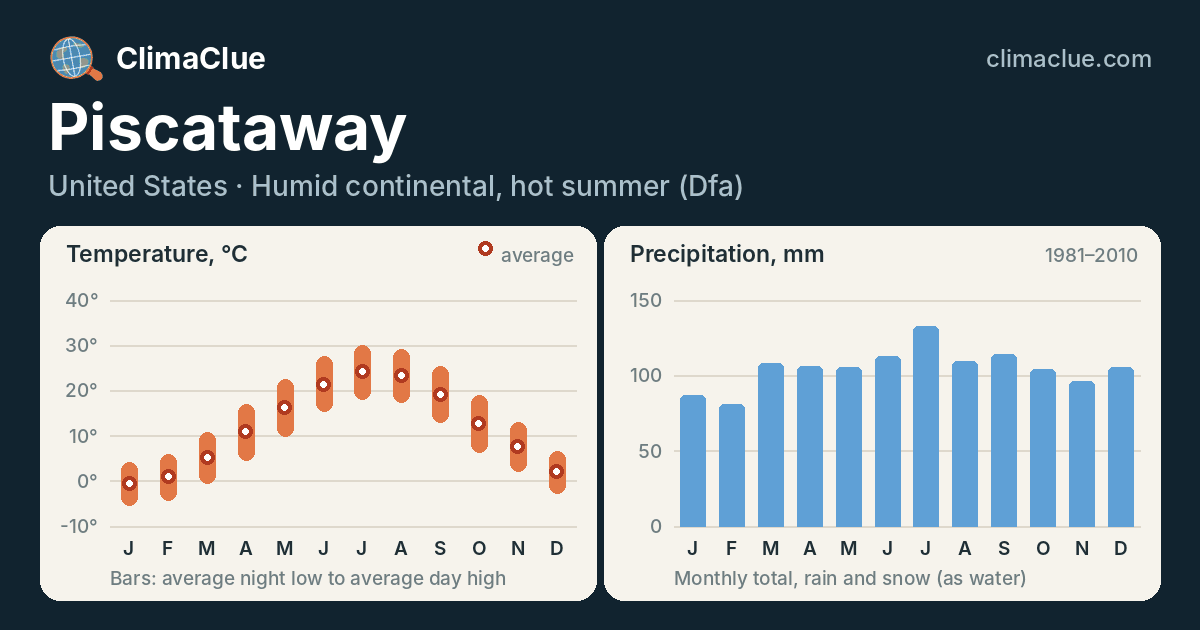 ClimaClue
climaclue.com
Piscataway
United States · Humid continental, hot summer (Dfa)
Temperature, °C
average
40°
30°
20°
10°
0°
-10°
J F M A M J J A S O N D
Bars: average night low to average day high
Precipitation, mm
1981–2010
150
100
50
0
J F M A M J J A S O N D
Monthly total, rain and snow (as water)